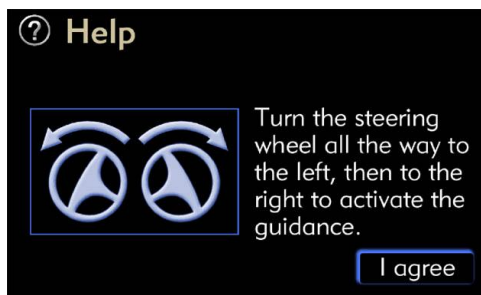 ? Help
Turn the steering
wheel all the way to
the left, then to the
right to activate the
guidance.
I agree